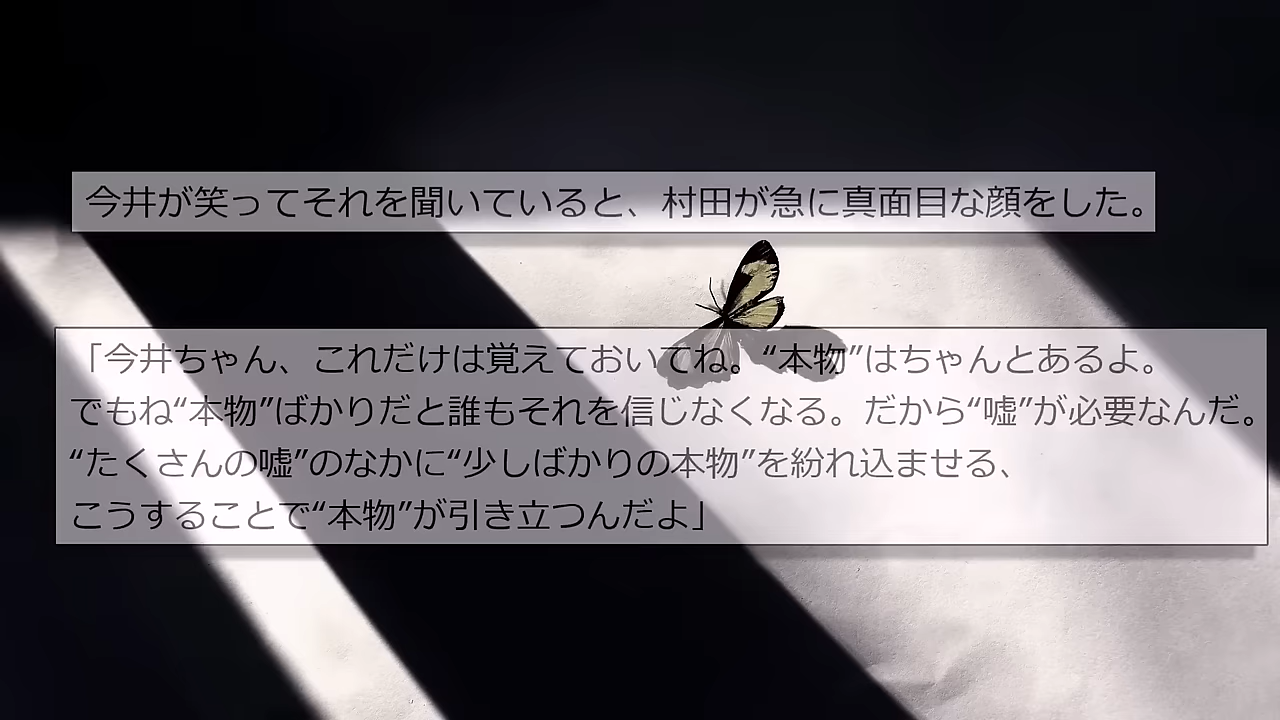 今井が笑ってそれを聞いていると、村田が急に真面目な顔をした。
「今井ちゃん、これだけは覚えておいてね。“本物”はちゃんとあるよ。
でもね“本物”ばかりだと誰もそれを信じなくなる。だから“嘘”が必要なんだ。
“たくさんの嘘”のなかに“少しばかりの本物”を紛れ込ませる、
こうすることで“本物”が引き立つんだよ」